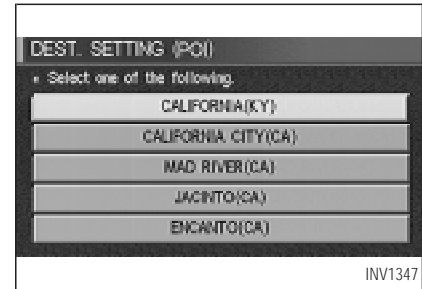 DEST. SETTING (POI)
• Select one of the following.
CALIFORNIA(KY)
CALIFORNIA CITY(CA)
MAD RIVER(CA)
JACINTO(CA)
ENCANTO(CA)
INV1347